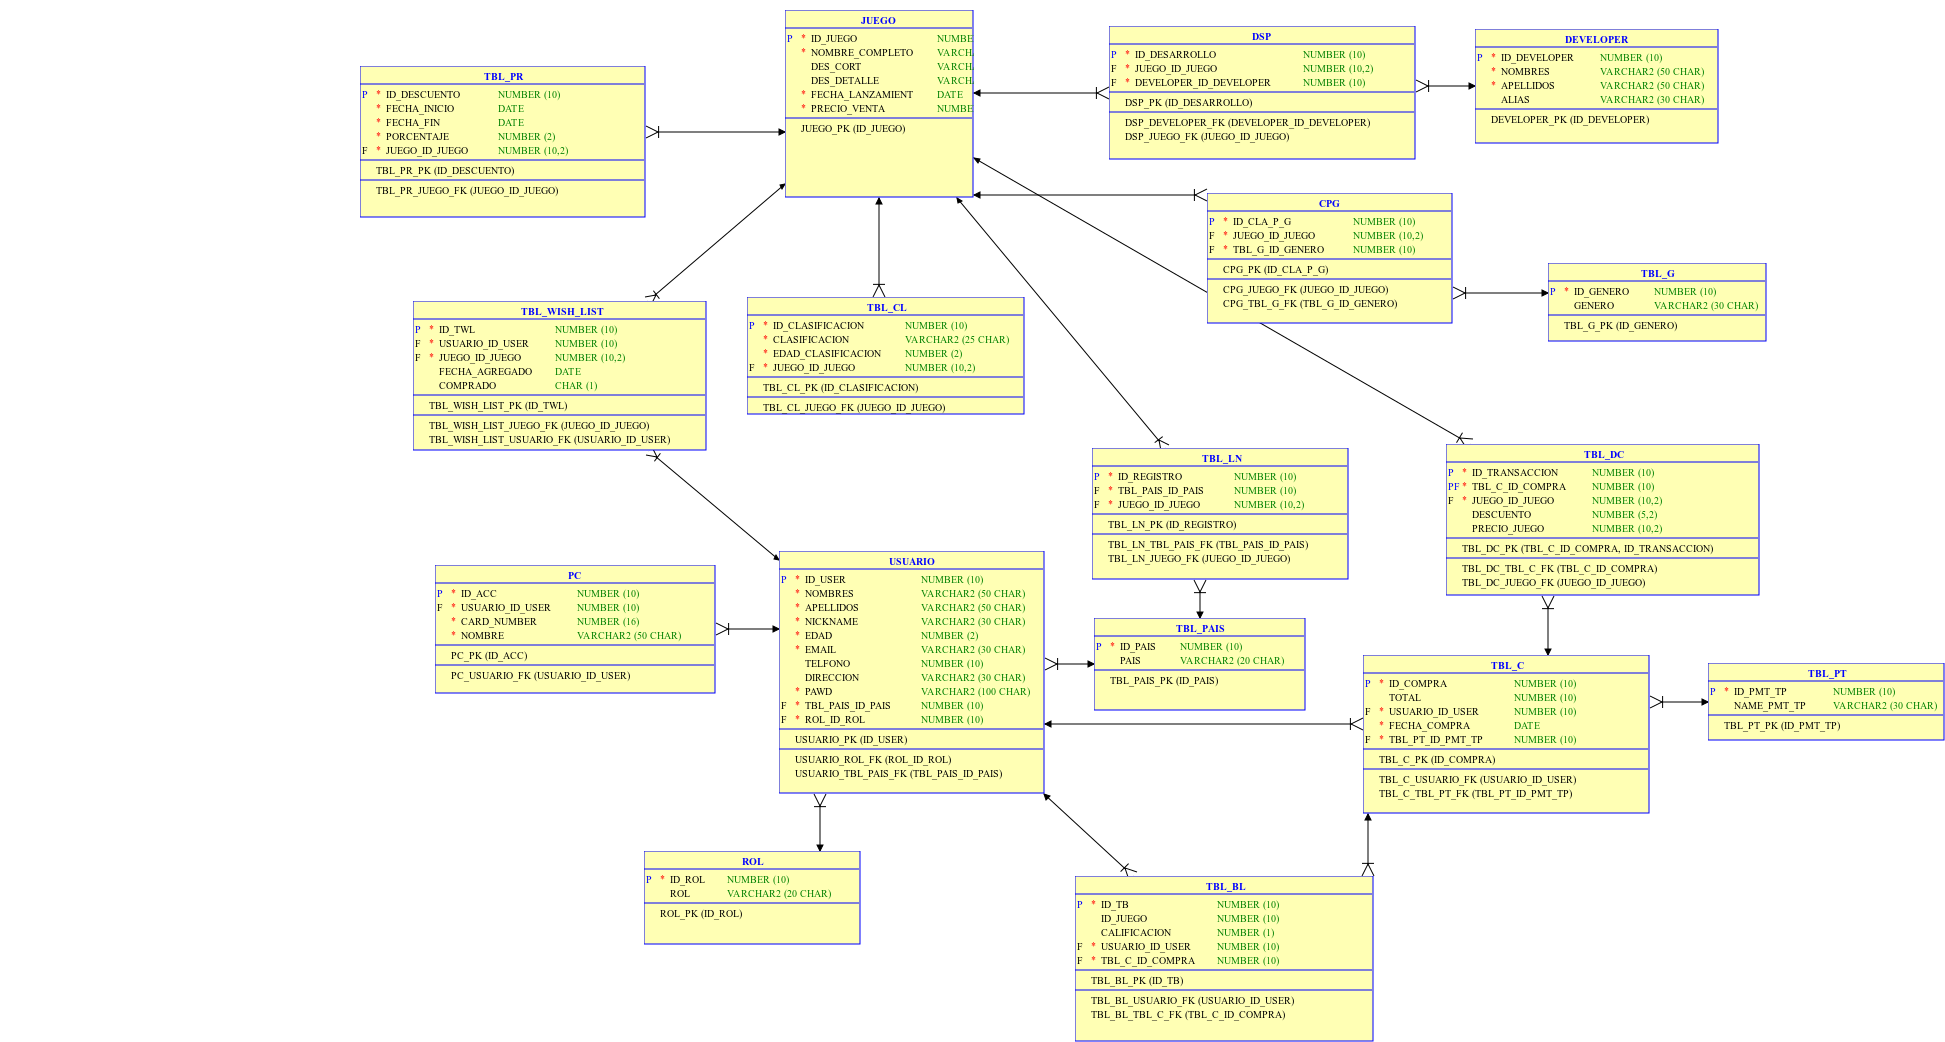 JUEGO
P * ID_JUEGO NUMBE
* NOMBRE_COMPLETO VARCH
DES_CORT VARCH
DES_DETALLE VARCH
* FECHA_LANZAMIENT DATE
* PRECIO_VENTA NUMBE
JUEGO_PK (ID_JUEGO)
DSP
P * ID_DESARROLLO NUMBER (10)
F * JUEGO_ID_JUEGO NUMBER (10,2)
F * DEVELOPER_ID_DEVELOPER NUMBER (10)
DSP_PK (ID_DESARROLLO)
DSP_DEVELOPER_FK (DEVELOPER_ID_DEVELOPER)
DSP_JUEGO_FK (JUEGO_ID_JUEGO)
DEVELOPER
P * ID_DEVELOPER NUMBER (10)
* NOMBRES VARCHAR2 (50 CHAR)
* APELLIDOS VARCHAR2 (50 CHAR)
ALIAS VARCHAR2 (30 CHAR)
DEVELOPER_PK (ID_DEVELOPER)
TBL_PR
P * ID_DESCUENTO NUMBER (10)
* FECHA_INICIO DATE
* FECHA_FIN DATE
* PORCENTAJE NUMBER (2)
F * JUEGO_ID_JUEGO NUMBER (10,2)
TBL_PR_PK (ID_DESCUENTO)
TBL_PR_JUEGO_FK (JUEGO_ID_JUEGO)
CPG
P * ID_CLA_P_G NUMBER (10)
F * JUEGO_ID_JUEGO NUMBER (10,2)
F * TBL_G_ID_GENERO NUMBER (10)
CPG_PK (ID_CLA_P_G)
CPG_JUEGO_FK (JUEGO_ID_JUEGO)
CPG_TBL_G_FK (TBL_G_ID_GENERO)
TBL_G
P * ID_GENERO NUMBER (10)
GENERO VARCHAR2 (30 CHAR)
TBL_G_PK (ID_GENERO)
TBL_WISH_LIST
P * ID_TWL NUMBER (10)
F * USUARIO_ID_USER NUMBER (10)
F * JUEGO_ID_JUEGO NUMBER (10,2)
FECHA_AGREGADO DATE
COMPRADO CHAR (1)
TBL_WISH_LIST_PK (ID_TWL)
TBL_WISH_LIST_JUEGO_FK (JUEGO_ID_JUEGO)
TBL_WISH_LIST_USUARIO_FK (USUARIO_ID_USER)
TBL_CL
P * ID_CLASIFICACION NUMBER (10)
* CLASIFICACION VARCHAR2 (25 CHAR)
* EDAD_CLASIFICACION NUMBER (2)
F * JUEGO_ID_JUEGO NUMBER (10,2)
TBL_CL_PK (ID_CLASIFICACION)
TBL_CL_JUEGO_FK (JUEGO_ID_JUEGO)
TBL_LN
P * ID_REGISTRO NUMBER (10)
F * TBL_PAIS_ID_PAIS NUMBER (10)
F * JUEGO_ID_JUEGO NUMBER (10,2)
TBL_LN_PK (ID_REGISTRO)
TBL_LN_TBL_PAIS_FK (TBL_PAIS_ID_PAIS)
TBL_LN_JUEGO_FK (JUEGO_ID_JUEGO)
TBL_DC
P * ID_TRANSACCION NUMBER (10)
PF * TBL_C_ID_COMPRA NUMBER (10)
F * JUEGO_ID_JUEGO NUMBER (10,2)
DESCUENTO NUMBER (5,2)
PRECIO_JUEGO NUMBER (10,2)
TBL_DC_PK (TBL_C_ID_COMPRA, ID_TRANSACCION)
TBL_DC_TBL_C_FK (TBL_C_ID_COMPRA)
TBL_DC_JUEGO_FK (JUEGO_ID_JUEGO)
PC
P * ID_ACC NUMBER (10)
F * USUARIO_ID_USER NUMBER (10)
* CARD_NUMBER NUMBER (16)
* NOMBRE VARCHAR2 (50 CHAR)
PC_PK (ID_ACC)
PC_USUARIO_FK (USUARIO_ID_USER)
USUARIO
P * ID_USER NUMBER (10)
* NOMBRES VARCHAR2 (50 CHAR)
* APELLIDOS VARCHAR2 (50 CHAR)
* NICKNAME VARCHAR2 (30 CHAR)
* EDAD NUMBER (2)
* EMAIL VARCHAR2 (30 CHAR)
TELFONO NUMBER (10)
DIRECCION VARCHAR2 (30 CHAR)
* PAWD VARCHAR2 (100 CHAR)
F * TBL_PAIS_ID_PAIS NUMBER (10)
F * ROL_ID_ROL NUMBER (10)
USUARIO_PK (ID_USER)
USUARIO_ROL_FK (ROL_ID_ROL)
USUARIO_TBL_PAIS_FK (TBL_PAIS_ID_PAIS)
TBL_PAIS
P * ID_PAIS NUMBER (10)
PAIS VARCHAR2 (20 CHAR)
TBL_PAIS_PK (ID_PAIS)
TBL_C
P * ID_COMPRA NUMBER (10)
TOTAL NUMBER (10)
F * USUARIO_ID_USER NUMBER (10)
* FECHA_COMPRA DATE
F * TBL_PT_ID_PMT_TP NUMBER (10)
TBL_C_PK (ID_COMPRA)
TBL_C_USUARIO_FK (USUARIO_ID_USER)
TBL_C_TBL_PT_FK (TBL_PT_ID_PMT_TP)
TBL_PT
P * ID_PMT_TP NUMBER (10)
NAME_PMT_TP VARCHAR2 (30 CHAR)
TBL_PT_PK (ID_PMT_TP)
ROL
P * ID_ROL NUMBER (10)
ROL VARCHAR2 (20 CHAR)
ROL_PK (ID_ROL)
TBL_BL
P * ID_TB NUMBER (10)
ID_JUEGO NUMBER (10)
CALIFICACION NUMBER (1)
F * USUARIO_ID_USER NUMBER (10)
F * TBL_C_ID_COMPRA NUMBER (10)
TBL_BL_PK (ID_TB)
TBL_BL_USUARIO_FK (USUARIO_ID_USER)
TBL_BL_TBL_C_FK (TBL_C_ID_COMPRA)